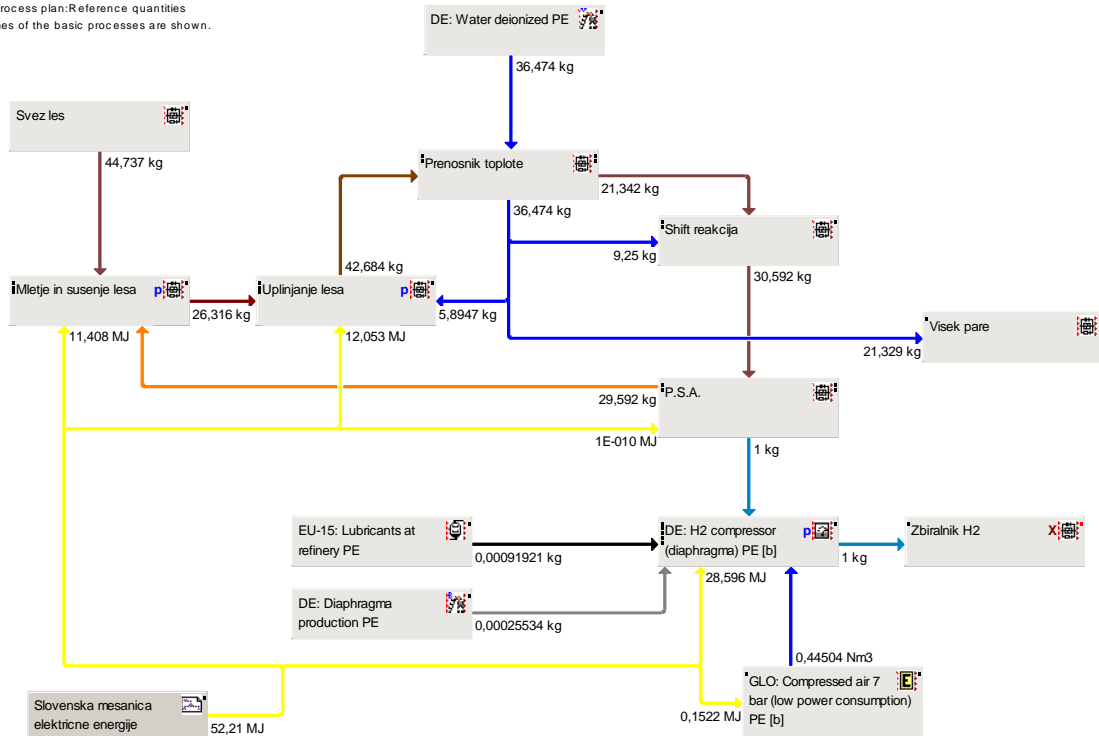 rocess plan:Reference quantities
nes of the basic processes are shown.
DE: Water deionized PE
36,474 kg
Svez les
44,737 kg
Prenosnik toplote
21,342 kg
36,474 kg
Shift reakcija
9,25 kg
30,592 kg
42,684 kg
Mletje in susenje lesa
p
26,316 kg
Uplinjanje lesa
p
5,8947 kg
11,408 MJ
12,053 MJ
Visek pare
21,329 kg
P.S.A.
29,592 kg
1E-010 MJ
1 kg
EU-15: Lubricants at
refinery PE
0,00091921 kg
DE: H2 compressor
(diaphragma) PE [b]
p
1 kg
Zbiralnik H2
X
28,596 MJ
DE: Diaphragma
production PE
0,00025534 kg
0,44504 Nm3
GLO: Compressed air 7
bar (low power consumption)
PE [b]
E
0,1522 MJ
Slovenska mesanica
elektricne energije
52,21 MJ